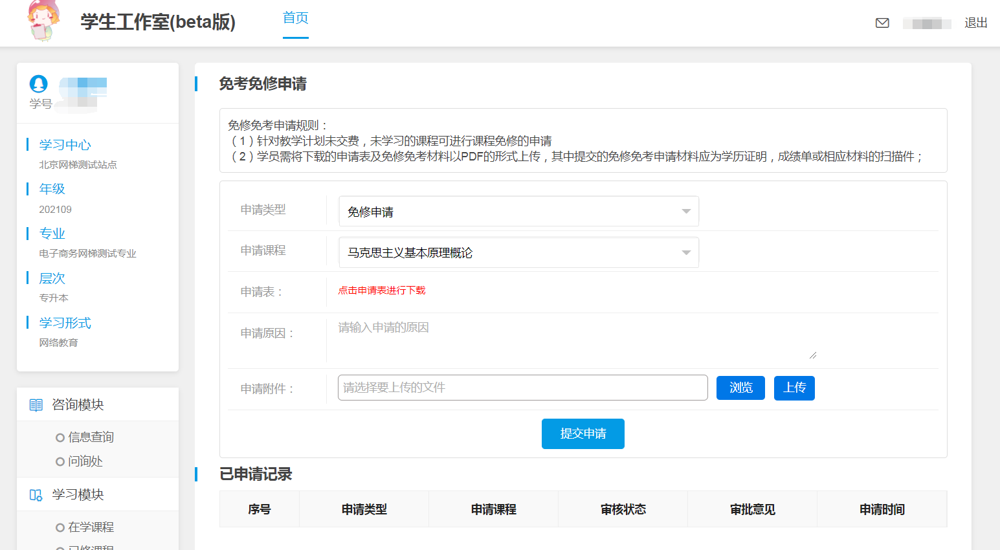 学生工作室(beta版)
首页
退出
学号
学习中心
北京网梯测试站点
年级
202109
专业
电子商务网梯测试专业
层次
专升本
学习形式
网络教育
咨询模块
信息查询
问询处
学习模块
在学课程
已修课程
免考免修申请
免修免考申请规则：
（1）针对教学计划未交费，未学习的课程可进行课程免修的申请
（2）学员需将下载的申请表及免修免考材料以PDF的形式上传，其中提交的免修免考申请材料应为学历证明，成绩单或相应材料的扫描件；
申请类型
免修申请
申请课程
马克思主义基本原理概论
申请表：
点击申请表进行下载
申请原因：
请输入申请的原因
申请附件：
请选择要上传的文件
浏览
上传
提交申请
已申请记录
序号 申请类型 申请课程 审核状态 审批意见 申请时间